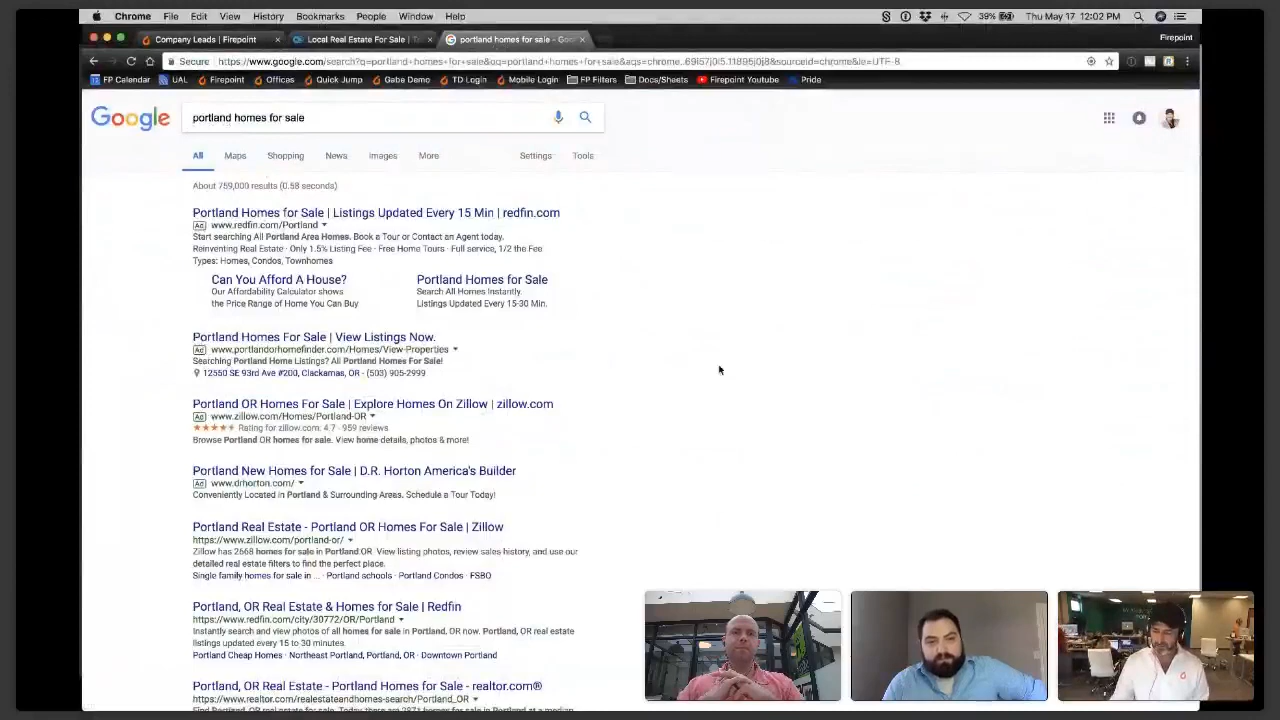 Chrome File Edit View History Bookmarks People Window Help 39% Thu May 17 12:02 PM
Company Leads | Firepoint Local Real Estate For Sale | portland homes for sale - Goo Firepoint
Secure
FP Calendar UAL Firepoint Offices Quick Jump Gabe Demo TD Login Mobile Login FP Filters Docs/Sheets Firepoint Youtube Pride
Google portland homes for sale
All Maps Shopping News Images More Settings Tools
About 759,000 results (0.58 seconds)
Portland Homes for Sale | Listings Updated Every 15 Min | redfin.com
Ad www.redfin.com/Portland
Start searching All Portland Area Homes. Book a Tour or Contact an Agent today.
Reinventing Real Estate · Only 1.5% Listing Fee · Free Home Tours · Full service, 1/2 the Fee
Types: Homes, Condos, Townhomes
Can You Afford A House? Portland Homes for Sale
Our Affordability Calculator shows Search All Homes Instantly.
the Price Range of Home You Can Buy Listings Updated Every 15-30 Min.
Portland Homes For Sale | View Listings Now.
Ad www.portlandorhomefinder.com/Homes/View-Properties
Searching Portland Home Listings? All Portland Homes For Sale!
12550 SE 93rd Ave #200, Clackamas, OR - (503) 905-2999
Portland OR Homes For Sale | Explore Homes On Zillow | zillow.com
Ad www.zillow.com/Homes/Portland-OR
Rating for zillow.com: 4.7 - 959 reviews
Browse Portland OR homes for sale. View home details, photos & more!
Portland New Homes for Sale | D.R. Horton America's Builder
Ad www.drhorton.com/
Conveniently Located in Portland & Surrounding Areas. Schedule a Tour Today!
Portland Real Estate - Portland OR Homes For Sale | Zillow
https://www.zillow.com/portland-or/
Zillow has 2668 homes for sale in Portland OR. View listing photos, review sales history, and use our
detailed real estate filters to find the perfect place.
Single family homes for sale in ... · Portland schools · Portland Condos · FSBO
Portland, OR Real Estate & Homes for Sale | Redfin
https://www.redfin.com/city/30772/OR/Portland
Instantly search and view photos of all homes for sale in Portland, OR now. Portland, OR real estate
listings updated every 15 to 30 minutes.
Portland Cheap Homes · Northeast Portland, Portland, OR · Downtown Portland
Portland, OR Real Estate - Portland Homes for Sale - realtor.com®
https://www.realtor.com/realestateandhomes-search/Portland_OR